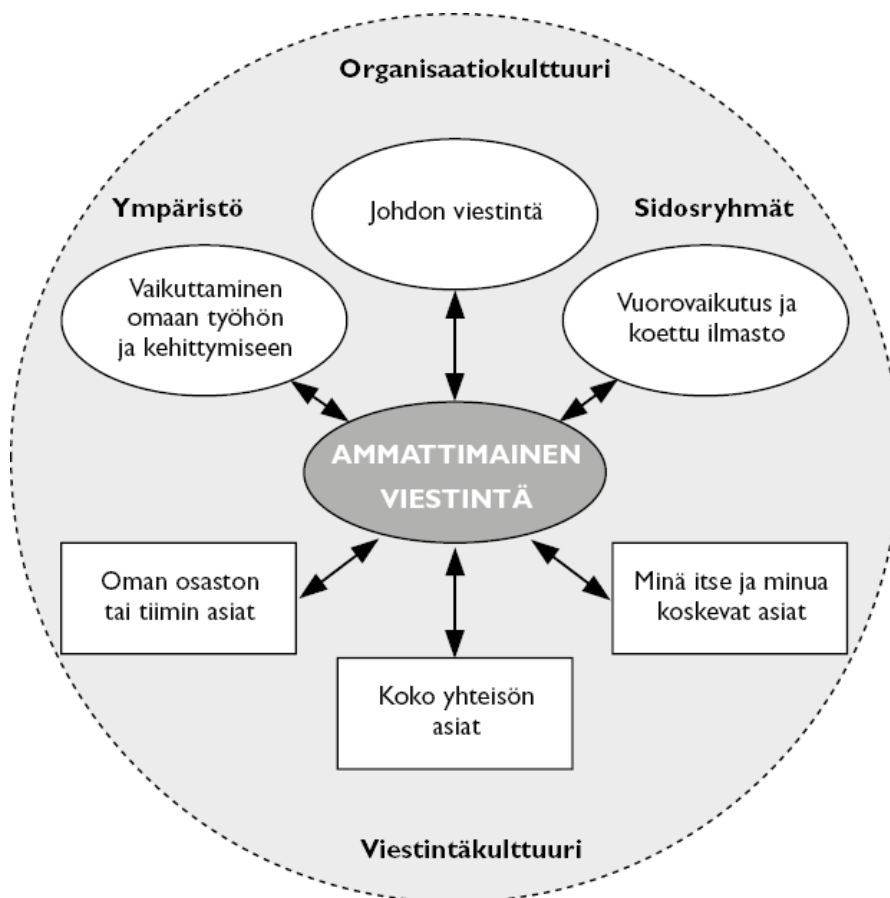 Organisaatiokulttuuri
Ympäristö
Johdon viestintä
Sidosryhmät
Vaikuttaminen
omaan työhön
ja kehittymiseen
Vuorovaikutus ja
koettu ilmasto
AMMATTIMAINEN
VIESTINTÄ
Oman osaston
tai tiimin asiat
Minä itse ja minua
koskevat asiat
Koko yhteisön
asiat
Viestintäkulttuuri